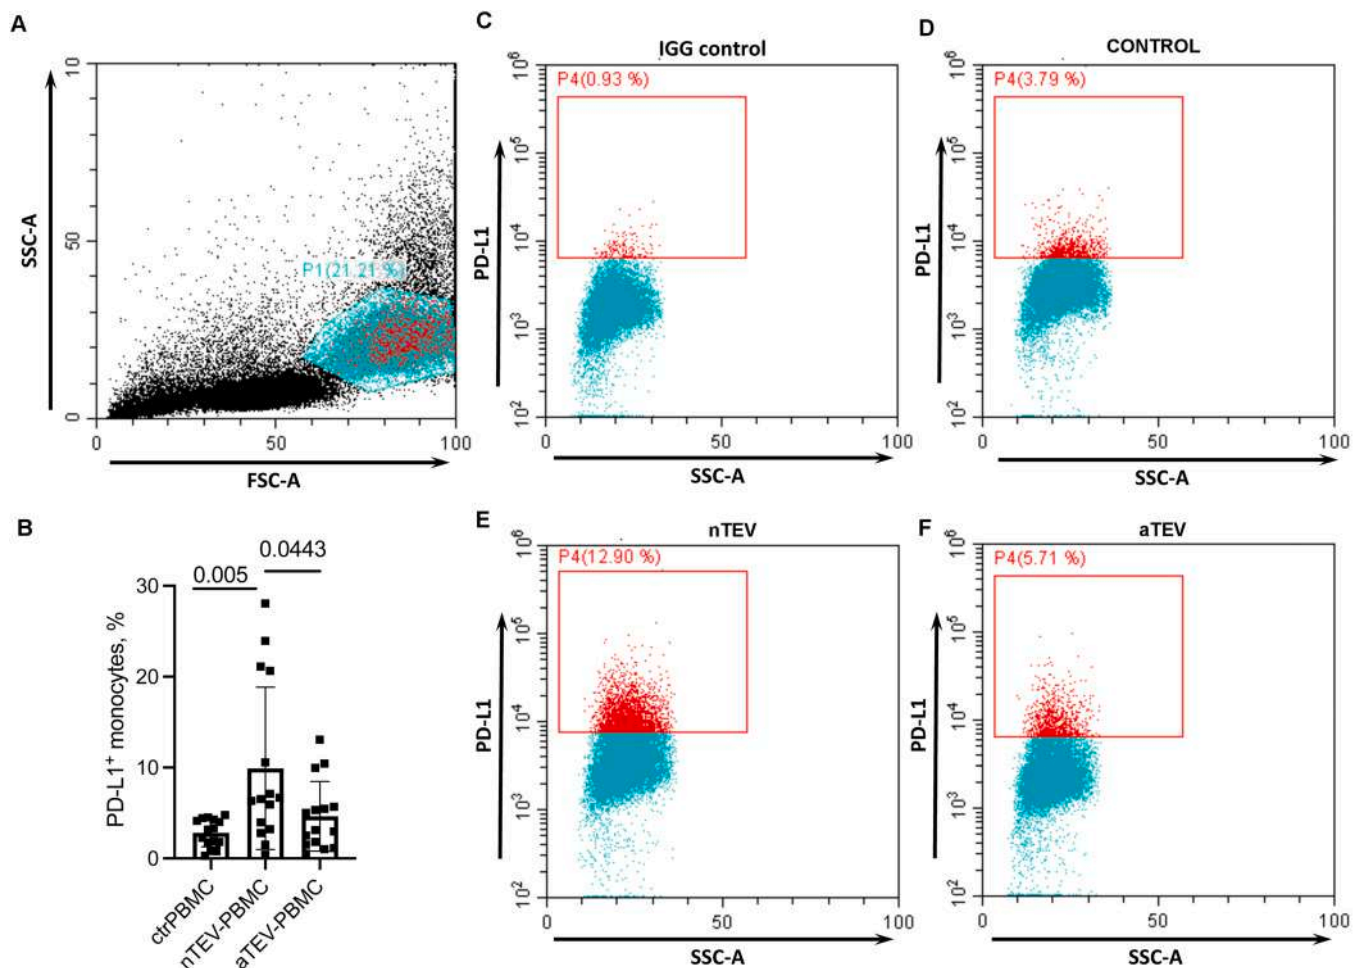 A
SSC-A
10
50
0
P1(21.21 %)
0
50
100
FSC-A
B
PD-L1+ monocytes, %
30
20
10
0
0.005
0.0443
ctrPBMC
nTEV-PBMC
aTEV-PBMC
C
IGG control
P4(0.93 %)
PD-L1
10^6
10^5
10^4
10^3
10^2
0
50
100
SSC-A
D
CONTROL
P4(3.79 %)
PD-L1
10^6
10^5
10^4
10^3
10^2
0
50
100
SSC-A
E
nTEV
P4(12.90 %)
PD-L1
10^6
10^5
10^4
10^3
10^2
0
50
100
SSC-A
F
aTEV
P4(5.71 %)
PD-L1
10^6
10^5
10^4
10^3
10^2
0
50
100
SSC-A